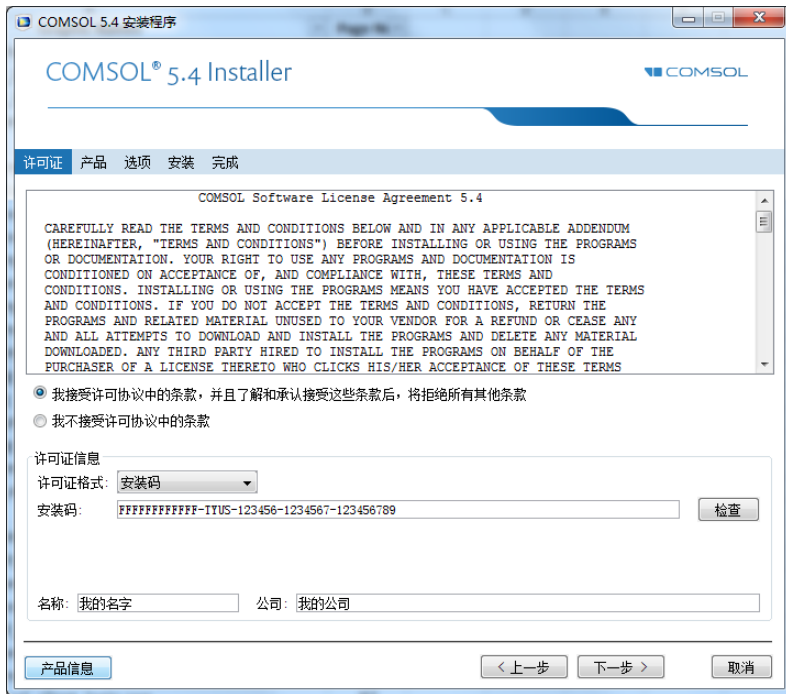 COMSOL 5.4 安装程序
COMSOL® 5.4 Installer
COMSOL
许可证 产品 选项 安装 完成
COMSOL Software License Agreement 5.4
CAREFULLY READ THE TERMS AND CONDITIONS BELOW AND IN ANY APPLICABLE ADDENDUM
(HEREINAFTER, "TERMS AND CONDITIONS") BEFORE INSTALLING OR USING THE PROGRAMS
OR DOCUMENTATION. YOUR RIGHT TO USE ANY PROGRAMS AND DOCUMENTATION IS
CONDITIONED ON ACCEPTANCE OF, AND COMPLIANCE WITH, THESE TERMS AND
CONDITIONS. INSTALLING OR USING THE PROGRAMS MEANS YOU HAVE ACCEPTED THE TERMS
AND CONDITIONS. IF YOU DO NOT ACCEPT THE TERMS AND CONDITIONS, RETURN THE
PROGRAMS AND RELATED MATERIAL UNUSED TO YOUR VENDOR FOR A REFUND OR CEASE ANY
AND ALL ATTEMPTS TO DOWNLOAD AND INSTALL THE PROGRAMS AND DELETE ANY MATERIAL
DOWNLOADED. ANY THIRD PARTY HIRED TO INSTALL THE PROGRAMS ON BEHALF OF THE
PURCHASER OF A LICENSE THERETO WHO CLICKS HIS/HER ACCEPTANCE OF THESE TERMS
我接受许可协议中的条款，并且了解和承认接受这些条款后，将拒绝所有其他条款
我不接受许可协议中的条款
许可证信息
许可证格式: 安装码
安装码: FFFFFFFFFFFF-TYUS-123456-1234567-123456789 检查
名称: 我的名字 公司: 我的公司
产品信息 < 上一步 下一步 > 取消